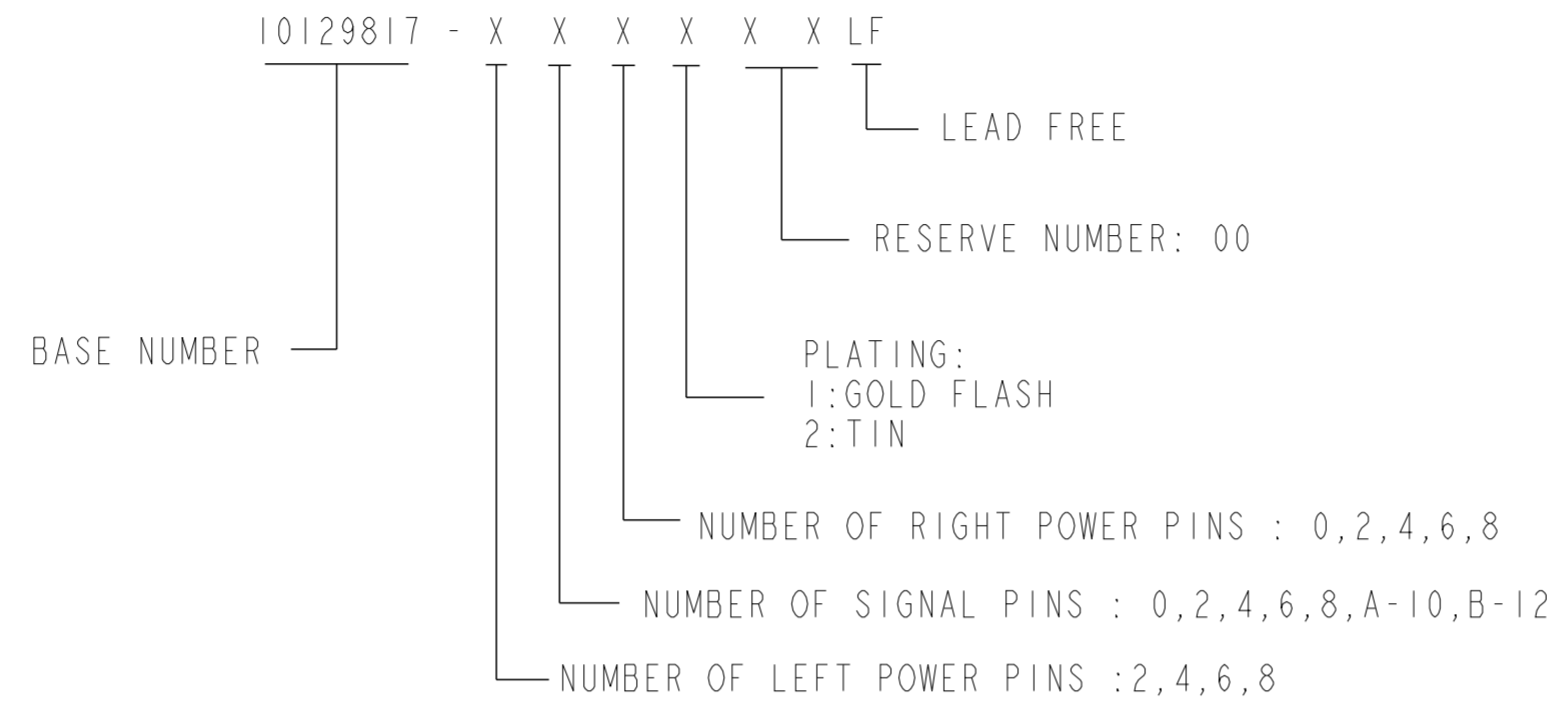 10129817 - X X X X X X LF
LEAD FREE
RESERVE NUMBER: 00
BASE NUMBER
PLATING:
1:GOLD FLASH
2:TIN
NUMBER OF RIGHT POWER PINS : 0,2,4,6,8
NUMBER OF SIGNAL PINS : 0,2,4,6,8,A-10,B-12
NUMBER OF LEFT POWER PINS :2,4,6,8